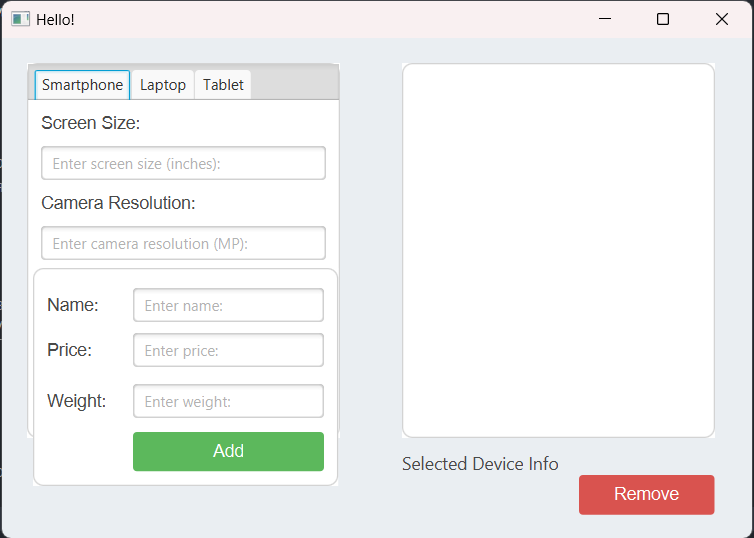 Hello!
Smartphone Laptop Tablet
Screen Size:
Enter screen size (inches):
Camera Resolution:
Enter camera resolution (MP):
Name: Enter name:
Price: Enter price:
Weight: Enter weight:
Add
Selected Device Info
Remove